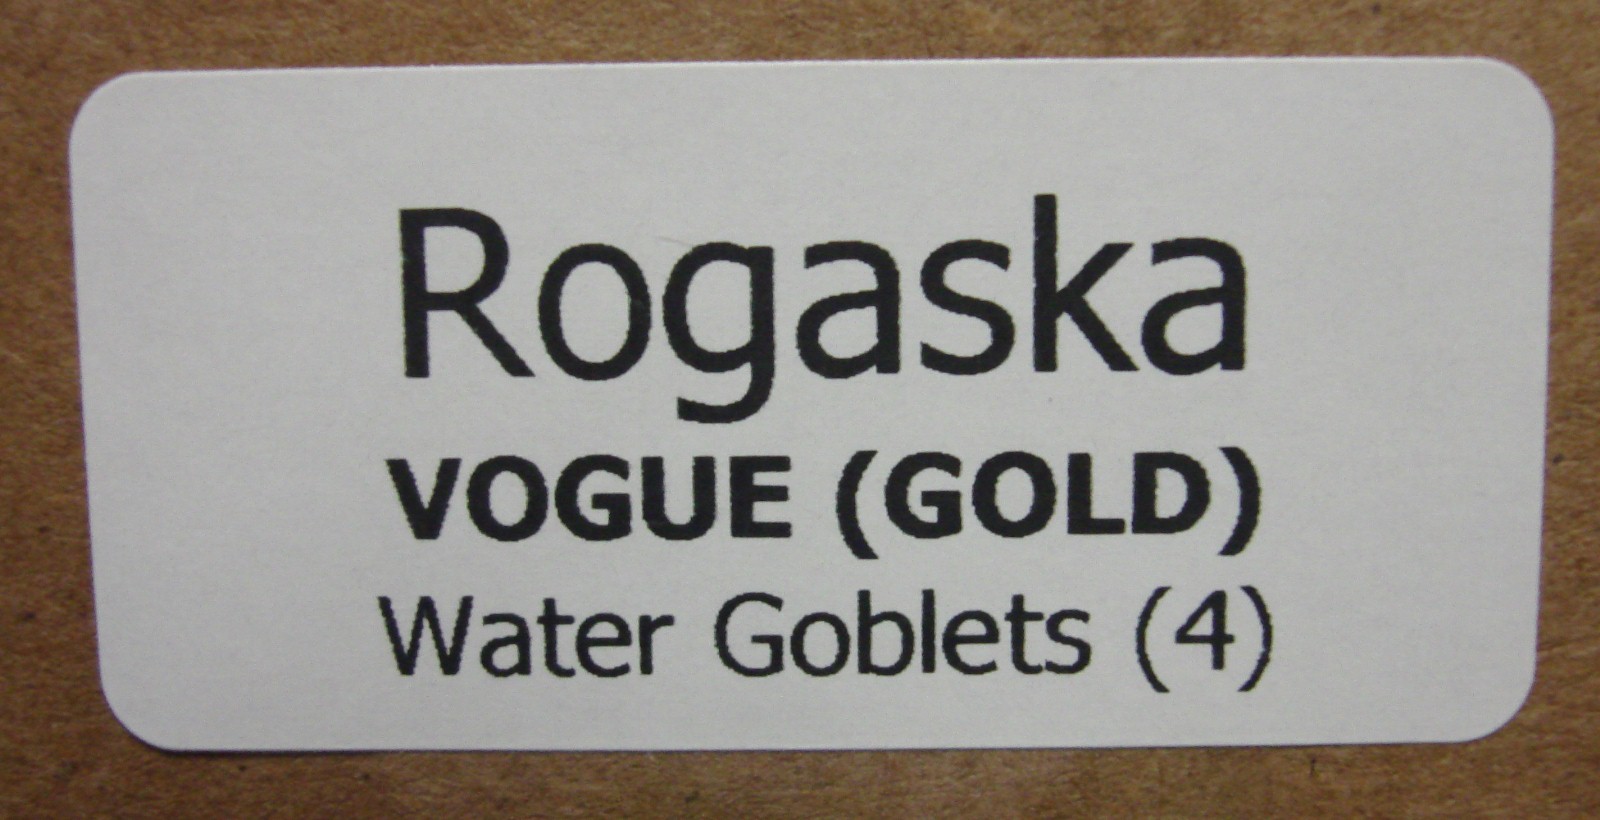 Rogaska
VOGUE (GOLD)
Water Goblets (4)